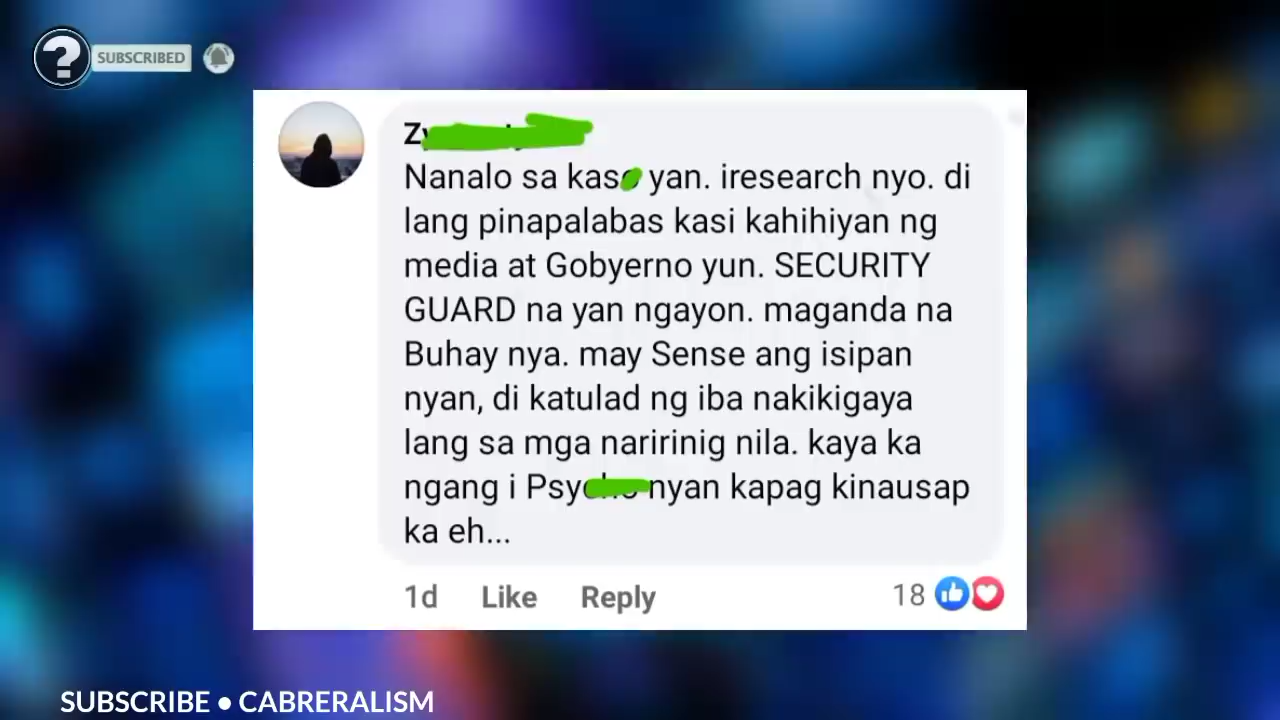 ?
SUBSCRIBED
Nanalo sa kaso yan. iresearch nyo. di
lang pinapalabas kasi kahihiyan ng
media at Gobyerno yun. SECURITY
GUARD na yan ngayon. maganda na
Buhay nya. may Sense ang isipan
nyan, di katulad ng iba nakikigaya
lang sa mga naririnig nila. kaya ka
ngang i Psycho nyan kapag kinausap
ka eh...
1d Like Reply 18
SUBSCRIBE • CABRERALISM